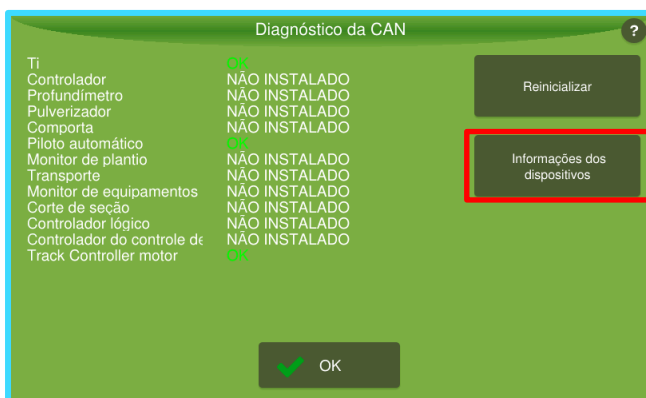 Diagnóstico da CAN
?
Ti OK
Controlador NÃO INSTALADO
Profundímetro NÃO INSTALADO
Pulverizador NÃO INSTALADO
Comporta NÃO INSTALADO
Piloto automático OK
Monitor de plantio NÃO INSTALADO
Transporte NÃO INSTALADO
Monitor de equipamentos NÃO INSTALADO
Corte de seção NÃO INSTALADO
Controlador lógico NÃO INSTALADO
Controlador do controle de NÃO INSTALADO
Track Controller motor OK
Reinicializar
Informações dos
dispositivos
OK